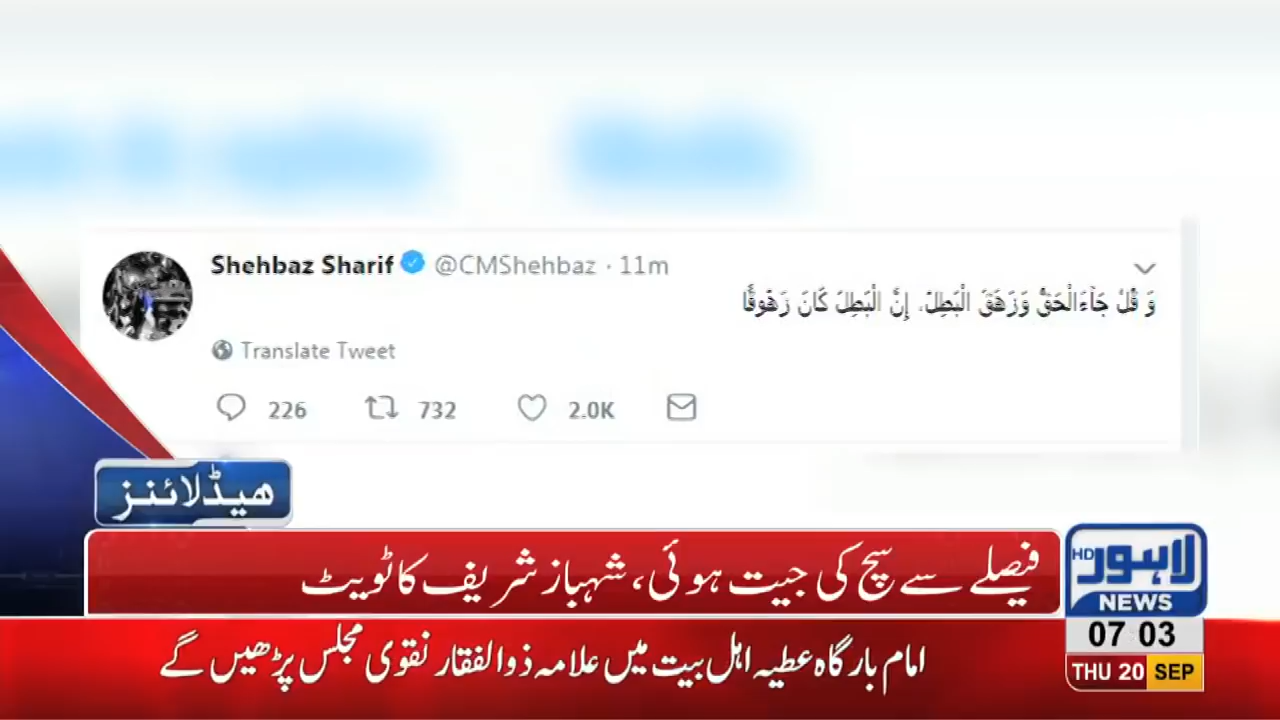 Shehbaz Sharif @CMShehbaz · 11m
وَ قُلْ جَآءَالْحَقُّ وَزَهَقَ الْبَطِلُ. اِنَّ الْبَطِلَ كَانَ زَهُوقًا
Translate Tweet
226 732 2.0K
ھیڈلائنز
فیصلے سے سچ کی جیت ہوئی، شہباز شریف کا ٹویٹ
HD لاہور
NEWS
07 03
امام بارگاہ عطیہ اہل بیت میں علامہ ذوالفقار نقوی مجلس پڑھیں گے
THU 20 SEP